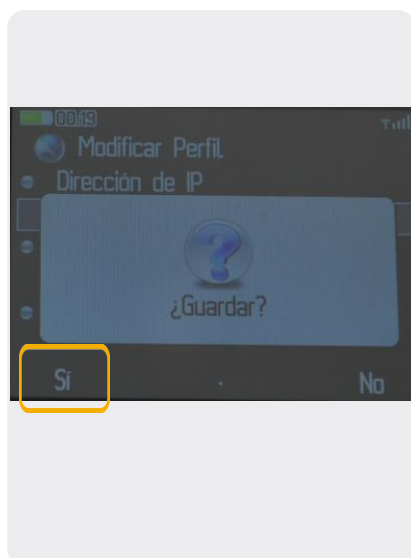 00:19
Modificar Perfil
Dirección de IP
¿Guardar?
Sí
No